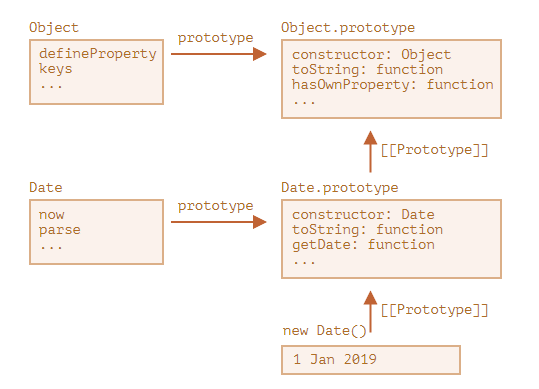 Object
defineProperty
keys
...
prototype
Object.prototype
constructor: Object
toString: function
hasOwnProperty: function
...
[[Prototype]]
Date
now
parse
...
prototype
Date.prototype
constructor: Date
toString: function
getDate: function
...
[[Prototype]]
new Date()
1 Jan 2019